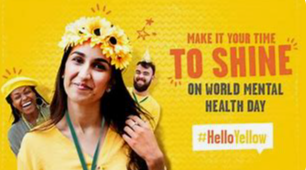 MAKE IT YOUR TIME
TO SHINE
ON WORLD MENTAL
HEALTH DAY
#HelloYellow